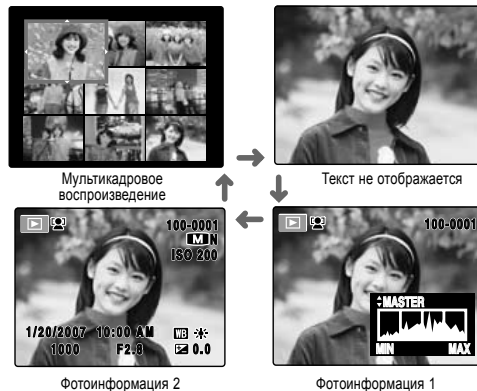 Мультикадровое
воспроизведение
Текст не отображается
100-0001
M N
ISO 200
1/20/2007 10:00 AM WB
1000 F2.8 0.0
Фотоинформация 2
100-0001
MASTER
MIN MAX
Фотоинформация 1